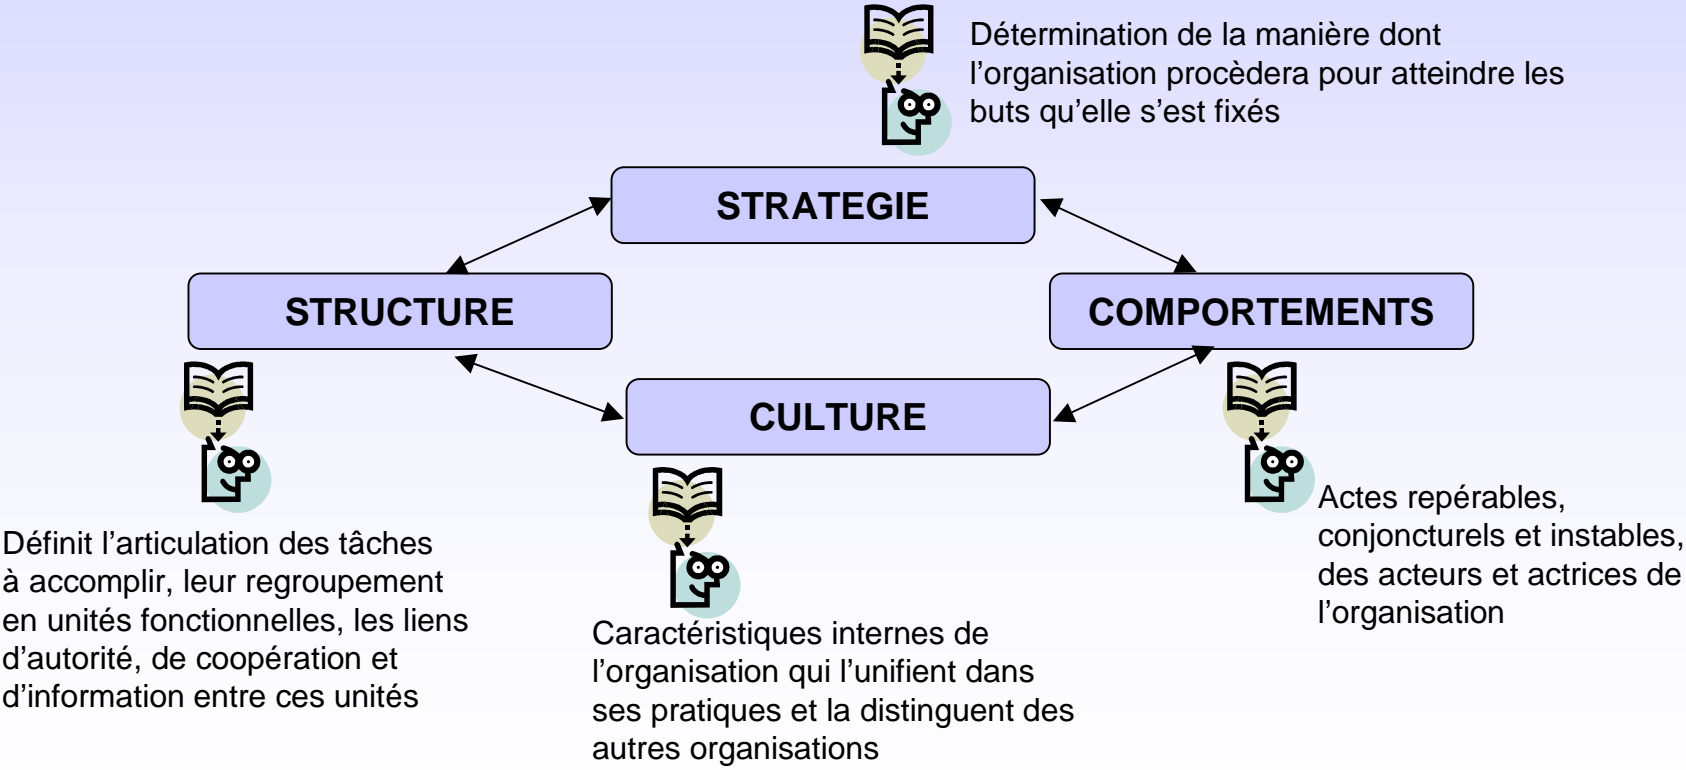 Détermination de la manière dont
l’organisation procèdera pour atteindre les
buts qu’elle s’est fixés
STRATEGIE
STRUCTURE
COMPORTEMENTS
CULTURE
Définit l’articulation des tâches
à accomplir, leur regroupement
en unités fonctionnelles, les liens
d’autorité, de coopération et
d’information entre ces unités
Caractéristiques internes de
l’organisation qui l’unifient dans
ses pratiques et la distinguent des
autres organisations
Actes repérables,
conjoncturels et instables,
des acteurs et actrices de
l’organisation